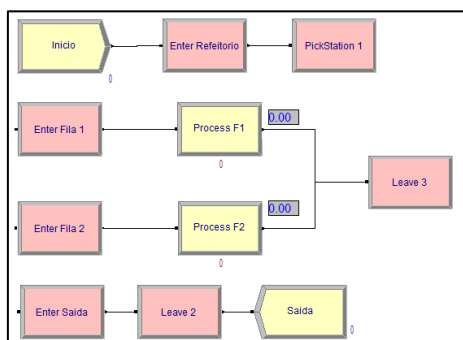 Inicio
Enter Refeitorio
PickStation 1
0
Enter Fila 1
Process F1
0.00
0
Leave 3
Enter Fila 2
Process F2
0.00
0
Enter Saida
Leave 2
Saida
0